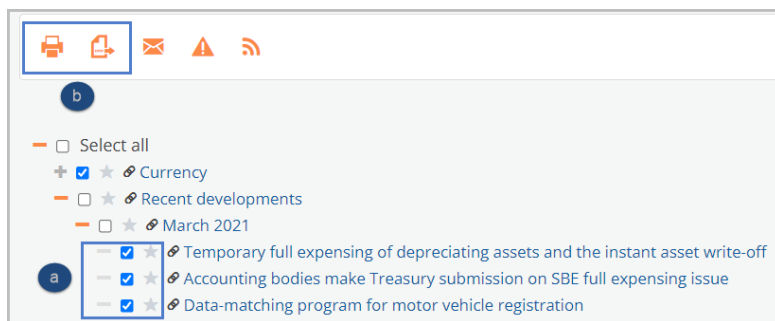 b
Select all
Currency
Recent developments
March 2021
Temporary full expensing of depreciating assets and the instant asset write-off
a
Accounting bodies make Treasury submission on SBE full expensing issue
Data-matching program for motor vehicle registration